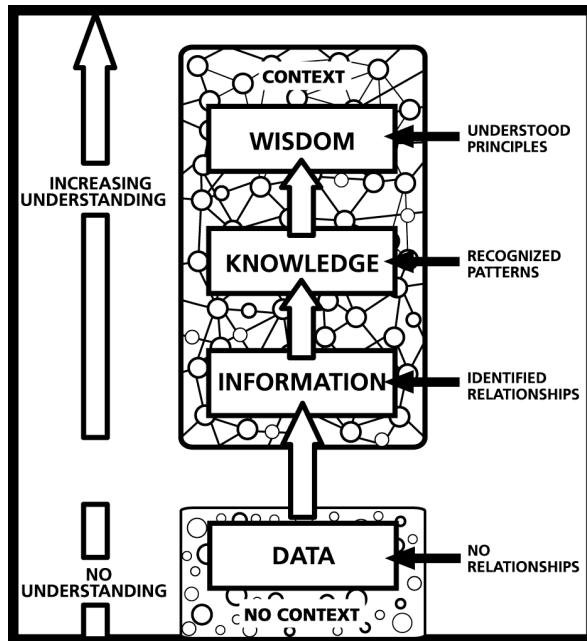 CONTEXT
WISDOM
UNDERSTOOD
PRINCIPLES
INCREASING
UNDERSTANDING
KNOWLEDGE
RECOGNIZED
PATTERNS
INFORMATION
IDENTIFIED
RELATIONSHIPS
DATA
NO
RELATIONSHIPS
NO
UNDERSTANDING
NO CONTEXT